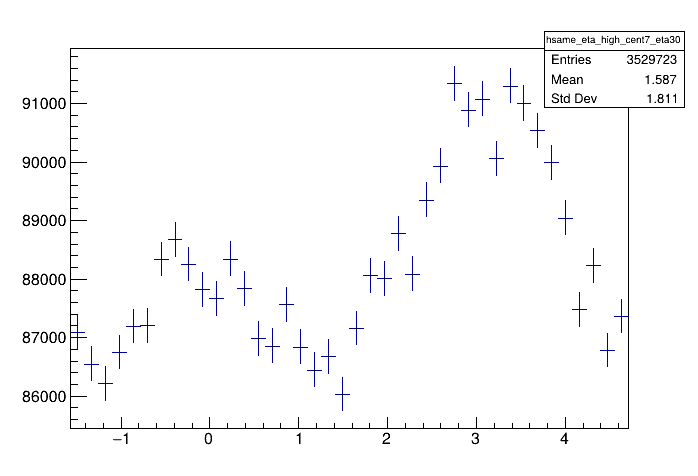 hsame_eta_high_cent7_eta30
Entries 3529723
Mean 1.587
Std Dev 1.811
91000
90000
89000
88000
87000
86000
−1 0 1 2 3 4